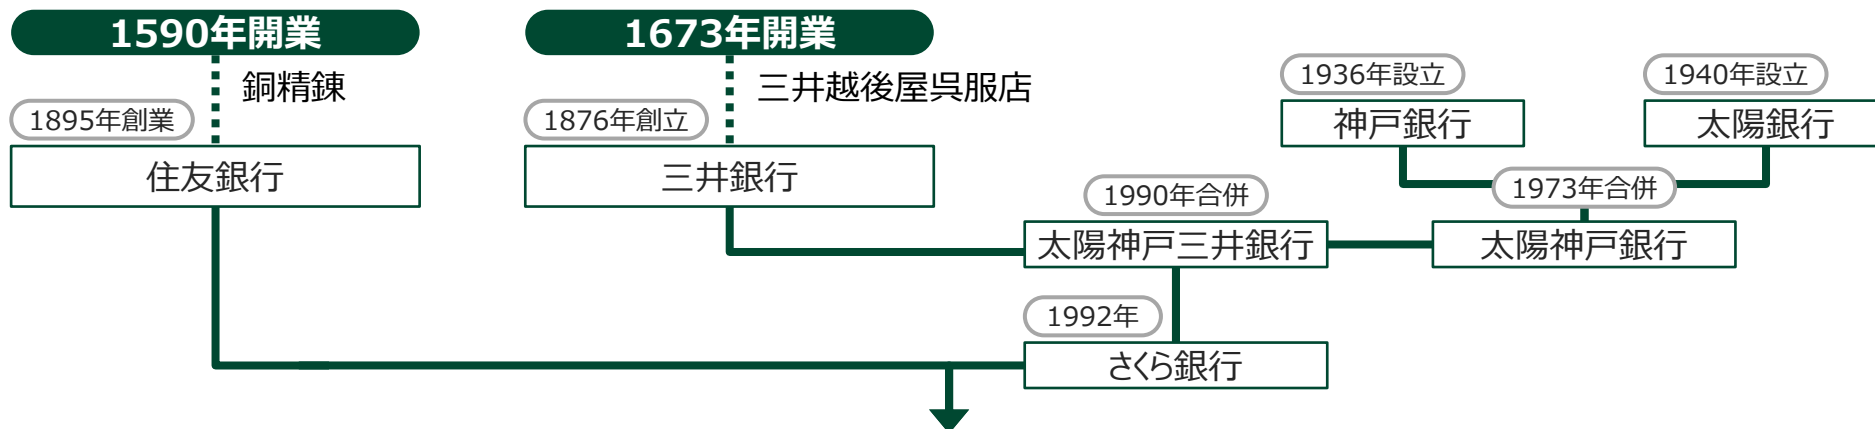 1590年開業
銅精錬
1895年創業
住友銀行
1673年開業
三井越後屋呉服店
1876年創立
三井銀行
1936年設立
神戸銀行
1940年設立
太陽銀行
1973年合併
太陽神戸銀行
1990年合併
太陽神戸三井銀行
1992年
さくら銀行